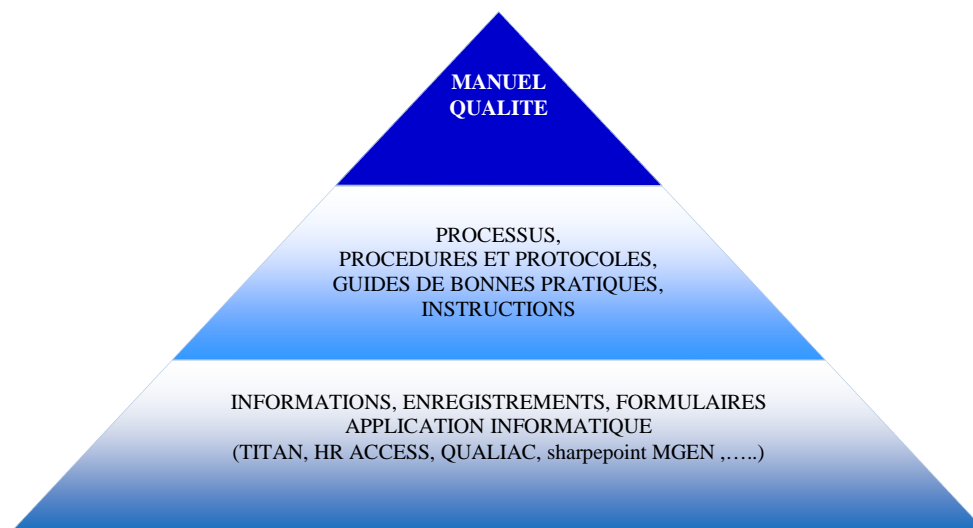 MANUEL
QUALITE
PROCESSUS,
PROCEDURES ET PROTOCOLES,
GUIDES DE BONNES PRATIQUES,
INSTRUCTIONS
INFORMATIONS, ENREGISTREMENTS, FORMULAIRES
APPLICATION INFORMATIQUE
(TITAN, HR ACCESS, QUALIAC, sharpepoint MGEN ,…..)